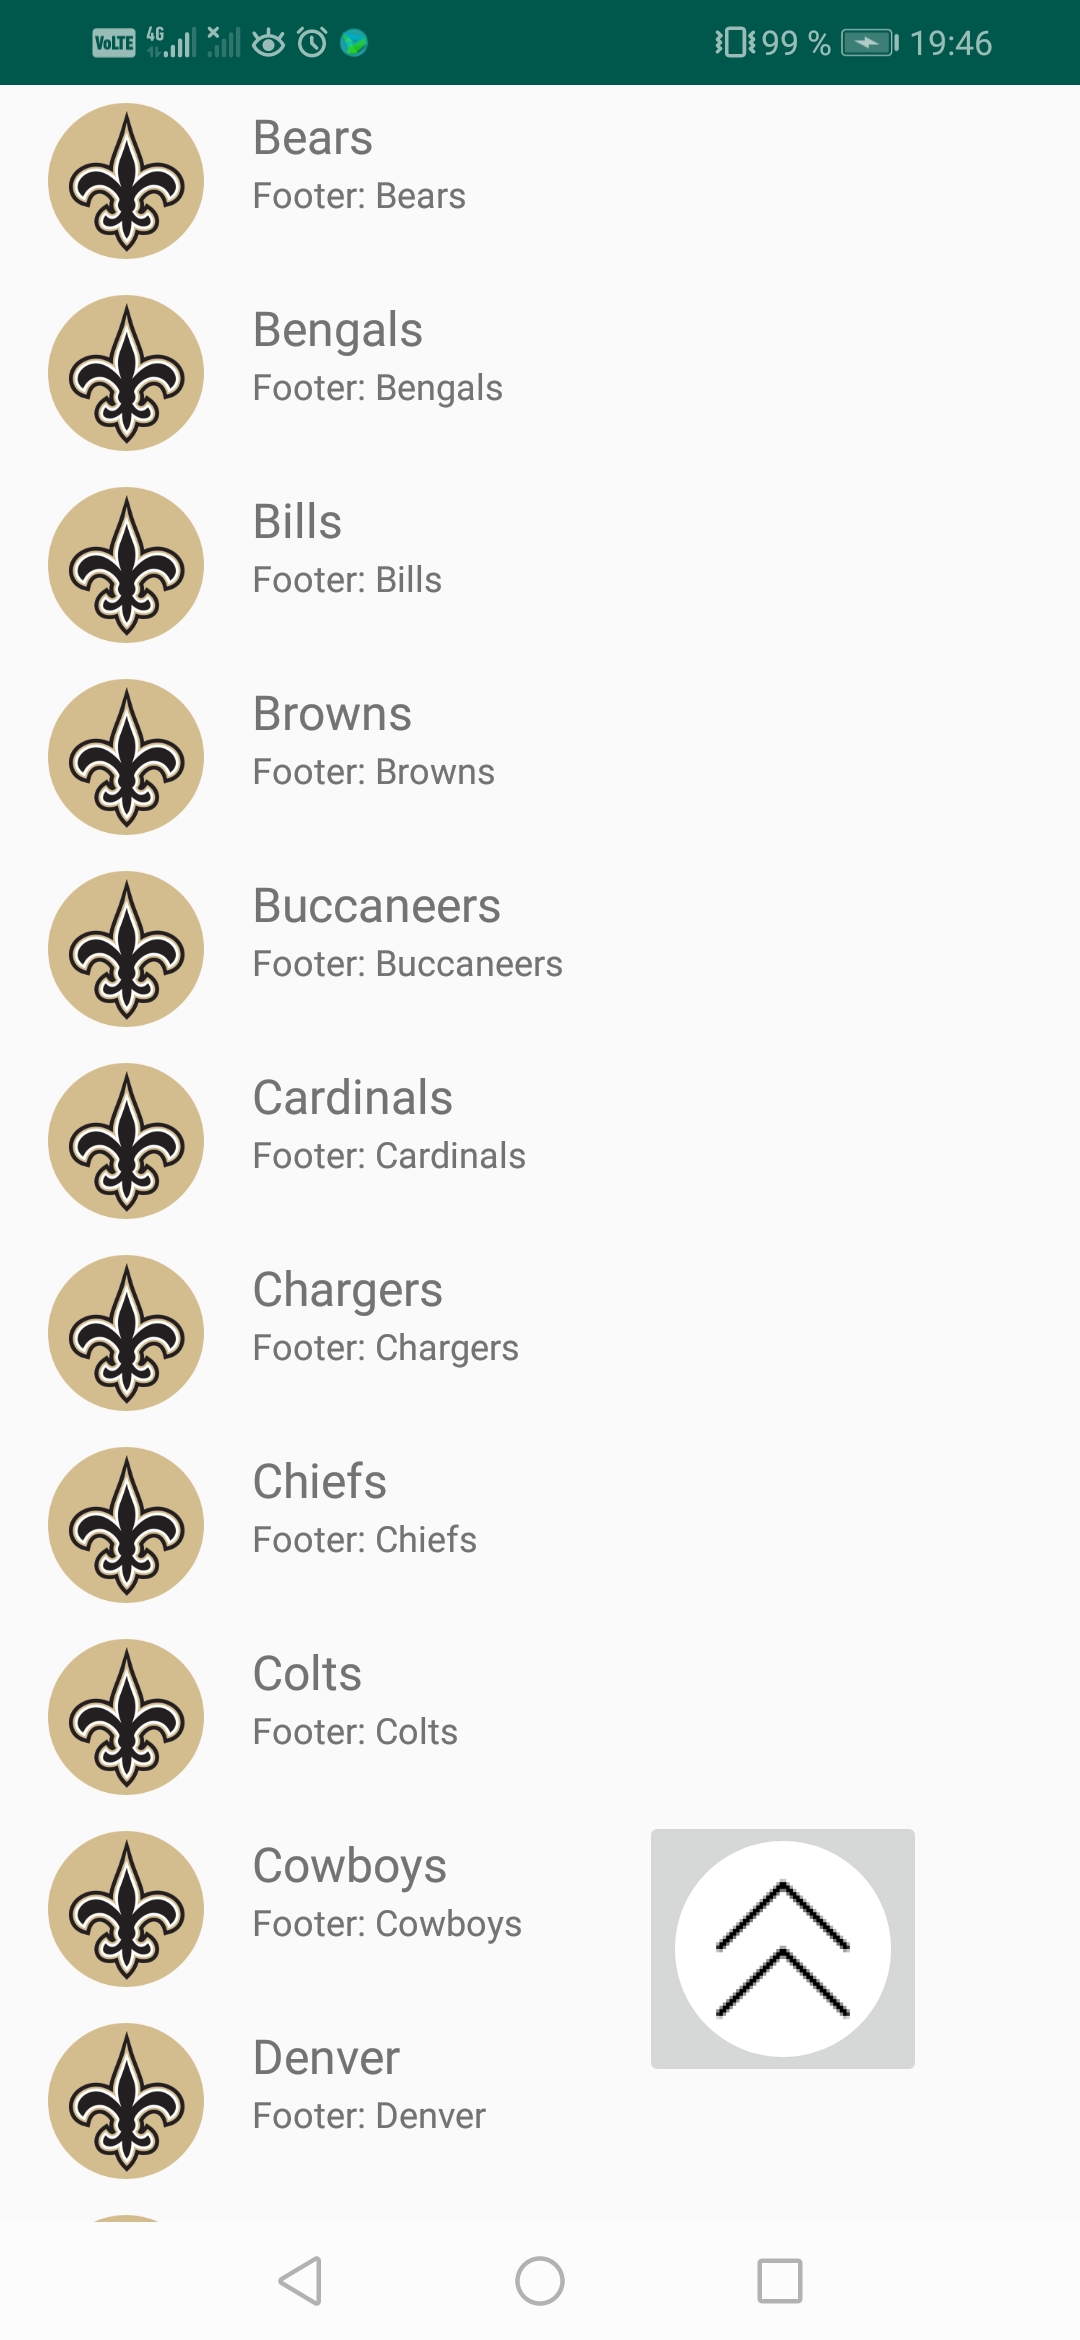 VoLTE 4G 99 % 19:46
Bears
Footer: Bears
Bengals
Footer: Bengals
Bills
Footer: Bills
Browns
Footer: Browns
Buccaneers
Footer: Buccaneers
Cardinals
Footer: Cardinals
Chargers
Footer: Chargers
Chiefs
Footer: Chiefs
Colts
Footer: Colts
Cowboys
Footer: Cowboys
Denver
Footer: Denver